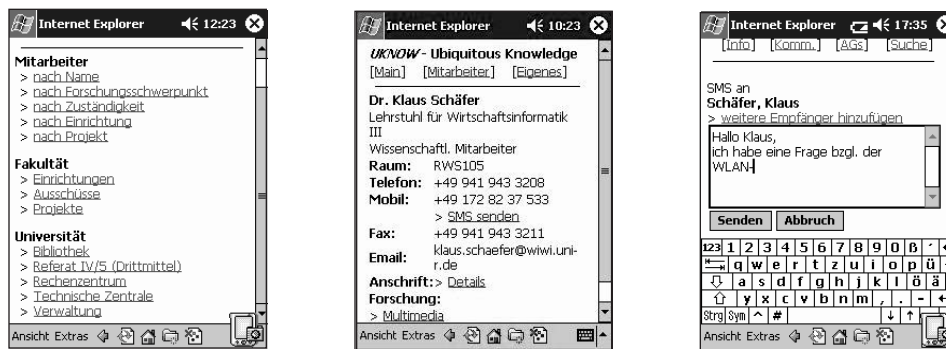 Internet Explorer 12:23
Mitarbeiter
> nach Name
> nach Forschungsschwerpunkt
> nach Zuständigkeit
> nach Einrichtung
> nach Projekt
Fakultät
> Einrichtungen
> Ausschüsse
> Projekte
Universität
> Bibliothek
> Referat IV/5 (Drittmittel)
> Rechenzentrum
> Technische Zentrale
> Verwaltung
Ansicht Extras
Internet Explorer 10:23
UKNOW - Ubiquitous Knowledge
[Main] [Mitarbeiter] [Eigenes]
Dr. Klaus Schäfer
Lehrstuhl für Wirtschaftsinformatik
III
Wissenschaftl. Mitarbeiter
Raum: RWS105
Telefon: +49 941 943 3208
Mobil: +49 172 82 37 533
> SMS senden
Fax: +49 941 943 3211
Email: klaus.schaefer@wiwi.uni-
r.de
Anschrift: > Details
Forschung:
> Multimedia
Ansicht Extras
Internet Explorer 17:35
[Info] [Komm.] [AGs] [Suche]
SMS an
Schäfer, Klaus
> weitere Empfänger hinzufügen
Hallo Klaus,
ich habe eine Frage bzgl. der
WLAN-
Senden Abbruch
123 1 2 3 4 5 6 7 8 9 0 ß ´
q w e r t z u i o p ü
a s d f g h j k l ö ä
y x c v b n m , . -
Strg Sym ^ #
Ansicht Extras